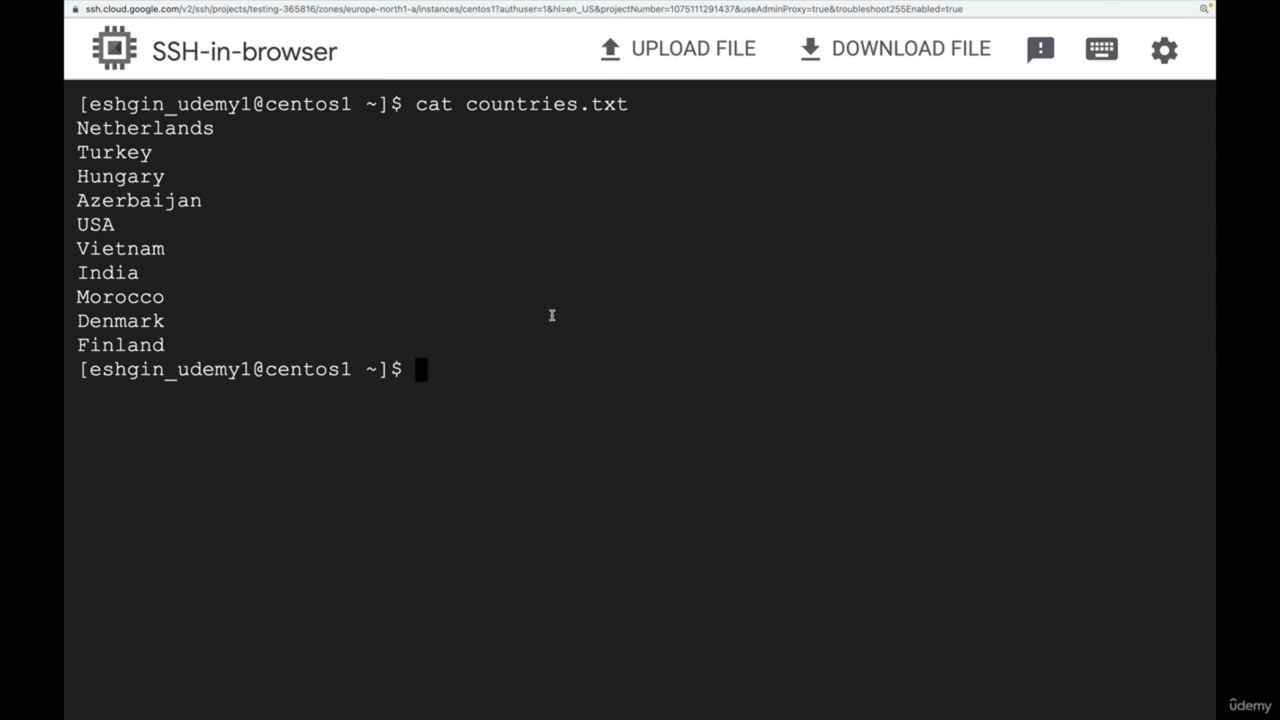 ssh.cloud.google.com/v2/ssh/projects/testing-365816/zones/europe-north1-a/instances/centos1?authuser=1&hl=en_US&projectNumber=1075111291437&useAdminProxy=true&troubleshoot255Enabled=true
SSH-in-browser
UPLOAD FILE
DOWNLOAD FILE
[eshgin_udemy1@centos1 ~]$ cat countries.txt
Netherlands
Turkey
Hungary
Azerbaijan
USA
Vietnam
India
Morocco
Denmark
Finland
[eshgin_udemy1@centos1 ~]$
udemy